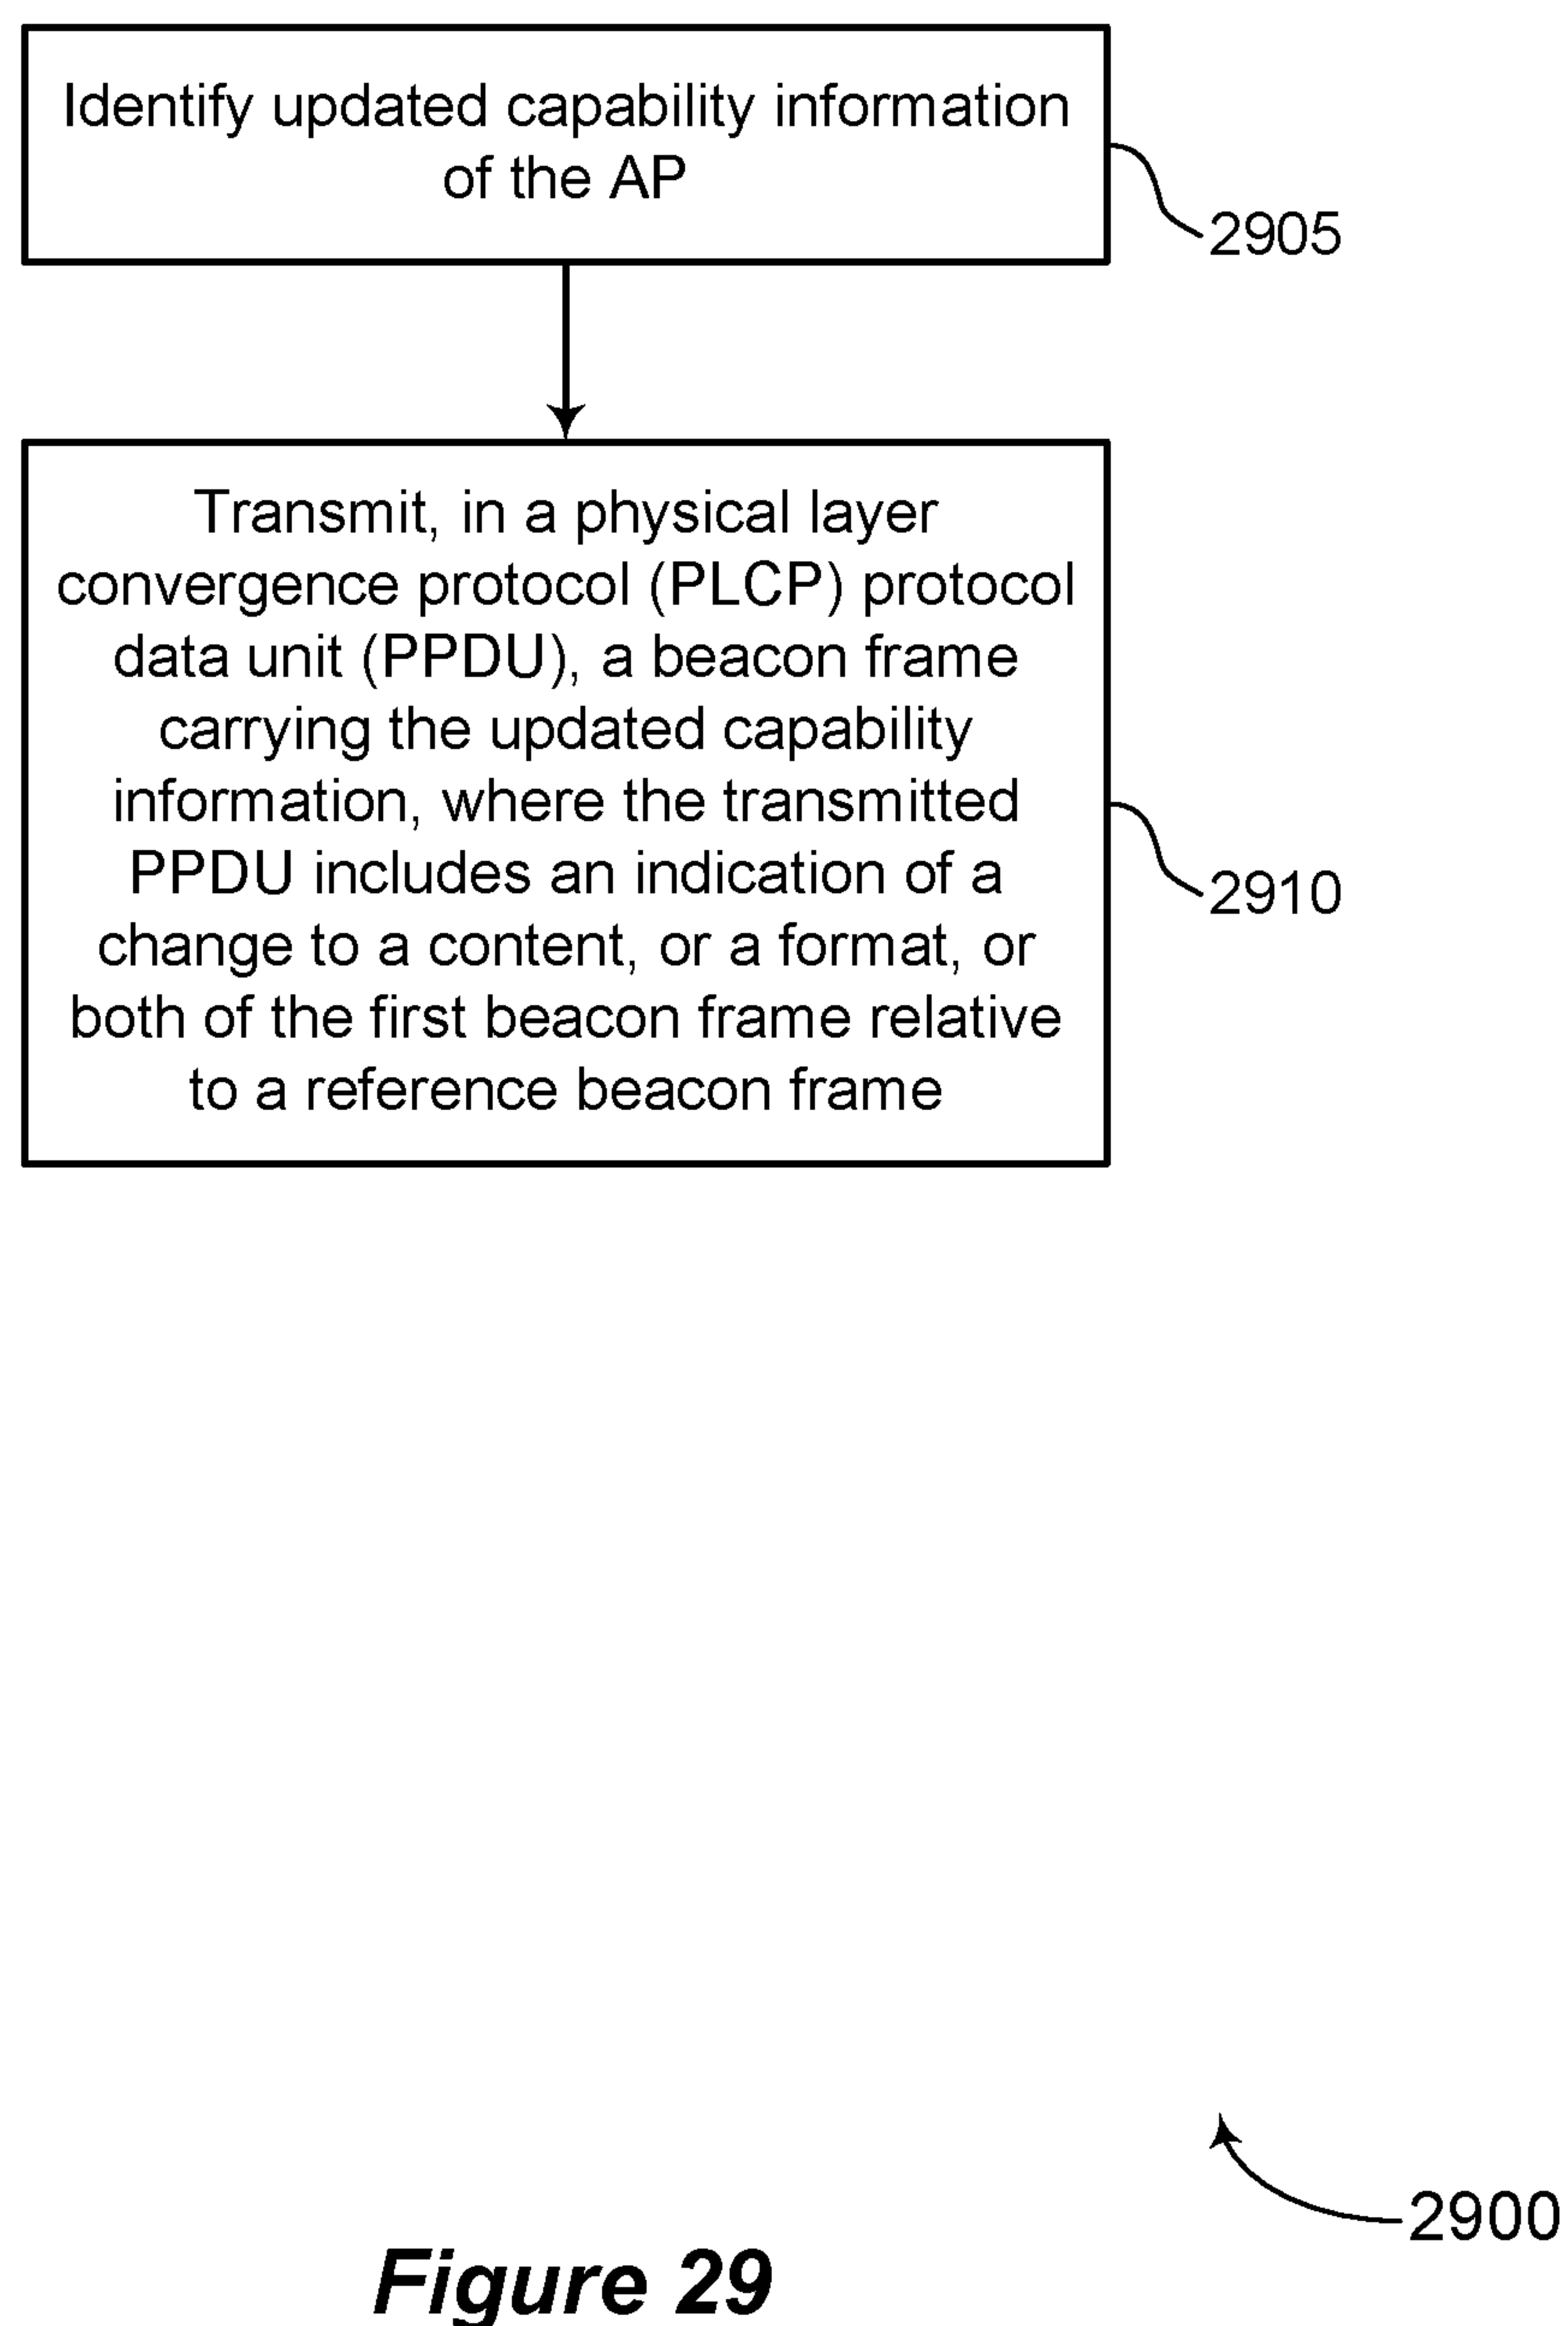 Identify updated capability information
of the AP
2905
Transmit, in a physical layer
convergence protocol (PLCP) protocol
data unit (PPDU), a beacon frame
carrying the updated capability
information, where the transmitted
PPDU includes an indication of a
change to a content, or a format, or
both of the first beacon frame relative
to a reference beacon frame
2910
2900
Figure 29